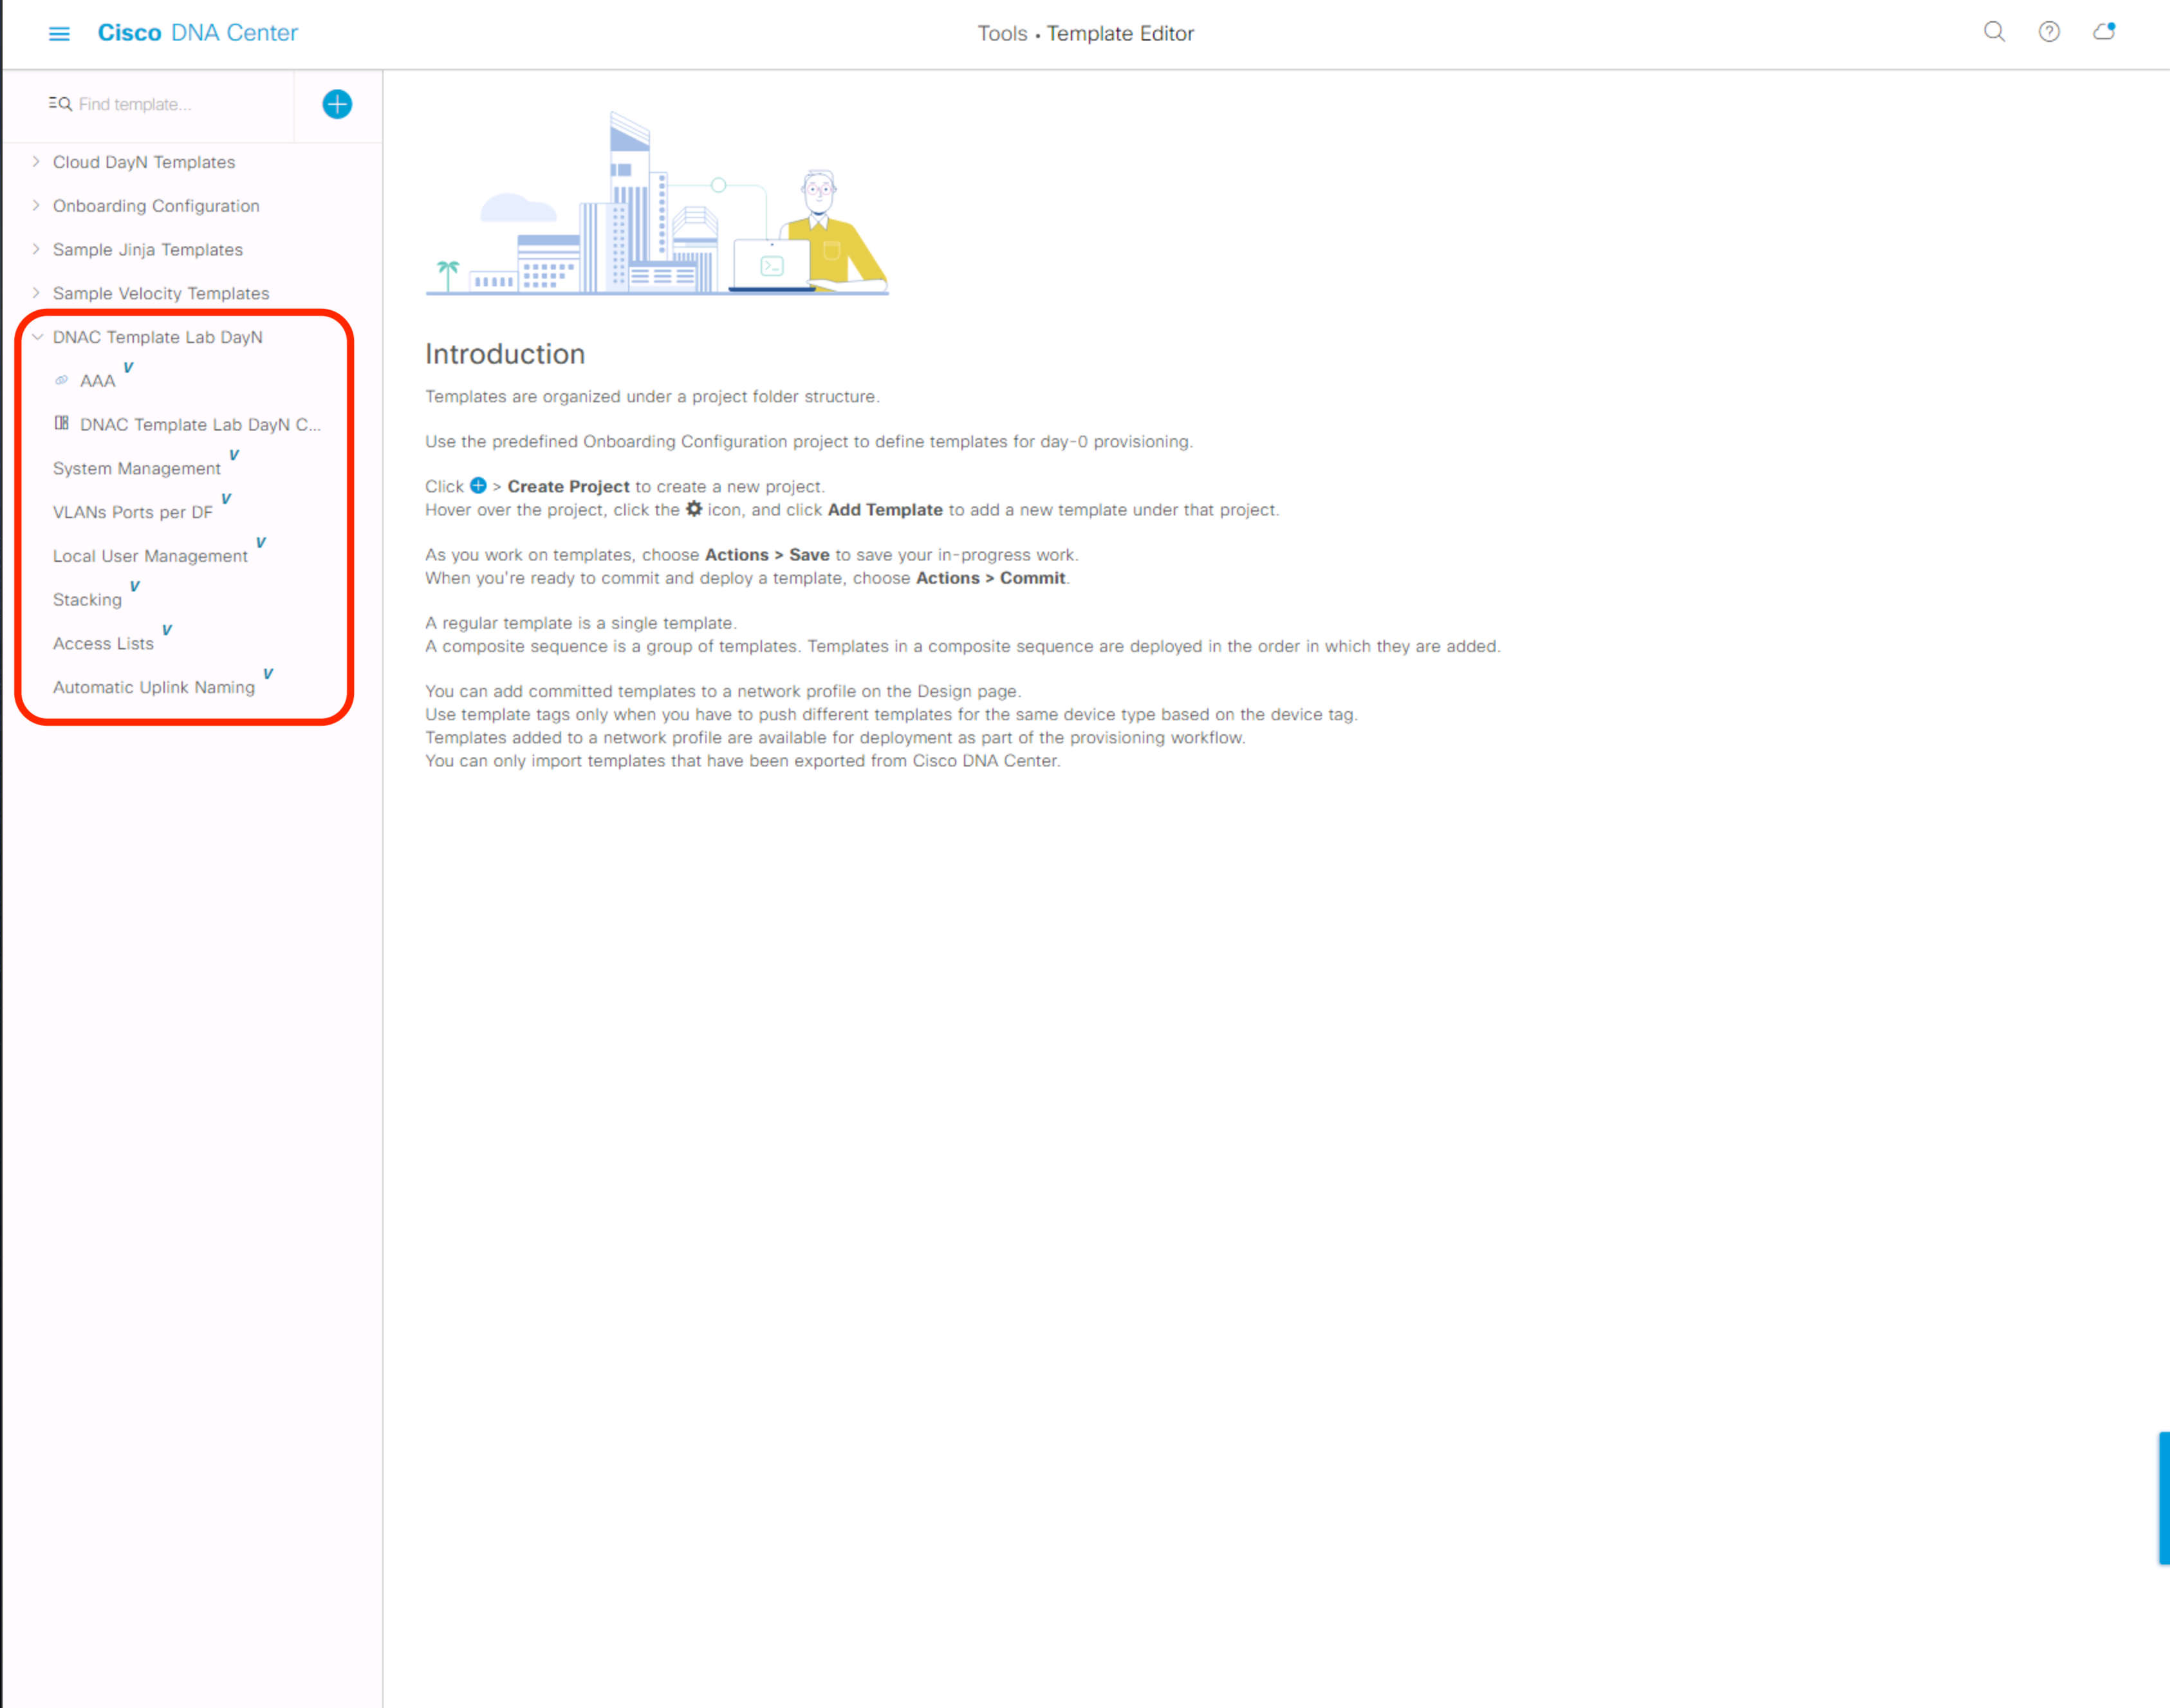 Cisco DNA Center
Tools • Template Editor
Find template...
Cloud DayN Templates
Onboarding Configuration
Sample Jinja Templates
Sample Velocity Templates
DNAC Template Lab DayN
AAA V
DNAC Template Lab DayN C...
System Management V
VLANs Ports per DF V
Local User Management V
Stacking V
Access Lists V
Automatic Uplink Naming V
Introduction
Templates are organized under a project folder structure.
Use the predefined Onboarding Configuration project to define templates for day-0 provisioning.
Click > Create Project to create a new project.
Hover over the project, click the icon, and click Add Template to add a new template under that project.
As you work on templates, choose Actions > Save to save your in-progress work.
When you're ready to commit and deploy a template, choose Actions > Commit.
A regular template is a single template.
A composite sequence is a group of templates. Templates in a composite sequence are deployed in the order in which they are added.
You can add committed templates to a network profile on the Design page.
Use template tags only when you have to push different templates for the same device type based on the device tag.
Templates added to a network profile are available for deployment as part of the provisioning workflow.
You can only import templates that have been exported from Cisco DNA Center.